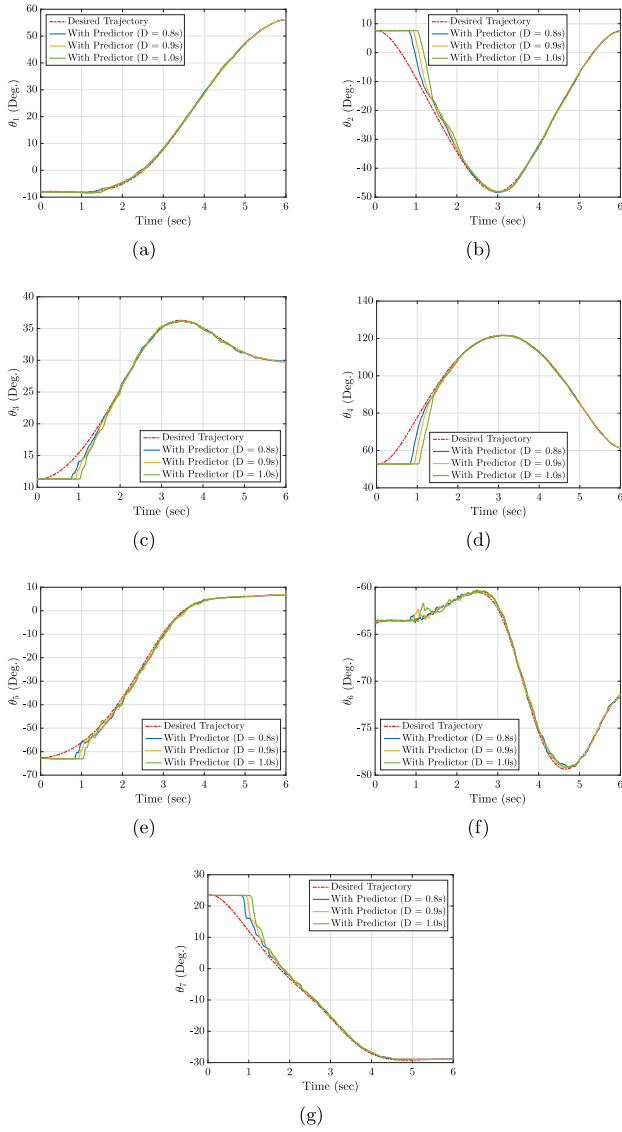 60
50
40
30
20
10
0
-10
θ1 (Deg.)
Desired Trajectory
With Predictor (D = 0.8s)
With Predictor (D = 0.9s)
With Predictor (D = 1.0s)
0 1 2 3 4 5 6
Time (sec)
(a)
10
0
-10
-20
-30
-40
-50
θ2 (Deg.)
Desired Trajectory
With Predictor (D = 0.8s)
With Predictor (D = 0.9s)
With Predictor (D = 1.0s)
0 1 2 3 4 5 6
Time (sec)
(b)
40
35
30
25
20
15
10
θ3 (Deg.)
Desired Trajectory
With Predictor (D = 0.8s)
With Predictor (D = 0.9s)
With Predictor (D = 1.0s)
0 1 2 3 4 5 6
Time (sec)
(c)
140
120
100
80
60
40
θ4 (Deg.)
Desired Trajectory
With Predictor (D = 0.8s)
With Predictor (D = 0.9s)
With Predictor (D = 1.0s)
0 1 2 3 4 5 6
Time (sec)
(d)
10
0
-10
-20
-30
-40
-50
-60
-70
θ5 (Deg.)
Desired Trajectory
With Predictor (D = 0.8s)
With Predictor (D = 0.9s)
With Predictor (D = 1.0s)
0 1 2 3 4 5 6
Time (sec)
(e)
-60
-65
-70
-75
-80
θ6 (Deg.)
Desired Trajectory
With Predictor (D = 0.8s)
With Predictor (D = 0.9s)
With Predictor (D = 1.0s)
0 1 2 3 4 5 6
Time (sec)
(f)
30
20
10
0
-10
-20
-30
θ7 (Deg.)
Desired Trajectory
With Predictor (D = 0.8s)
With Predictor (D = 0.9s)
With Predictor (D = 1.0s)
0 1 2 3 4 5 6
Time (sec)
(g)